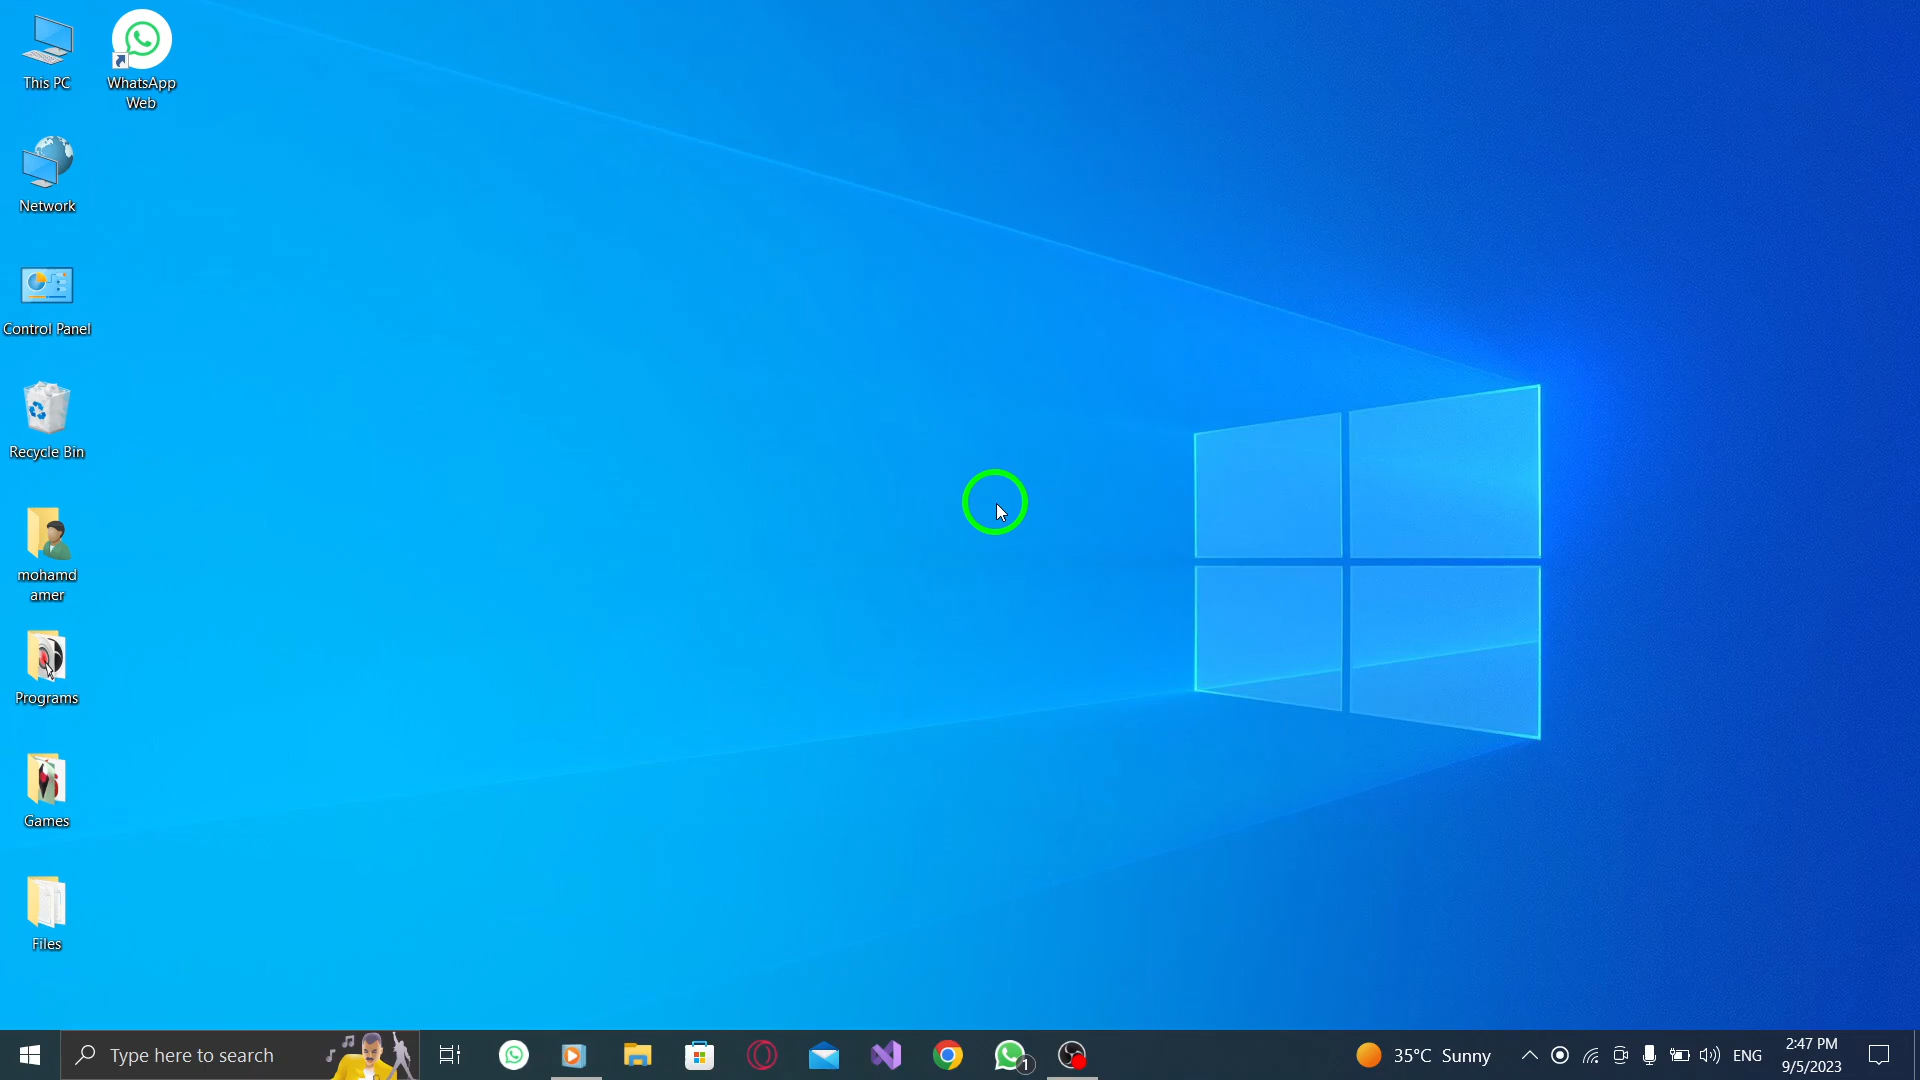 This PC
WhatsApp
Web
Network
Control Panel
Recycle Bin
mohamd
amer
Programs
Games
Files
Type here to search
1
35°C Sunny
ENG
2:47 PM
9/5/2023